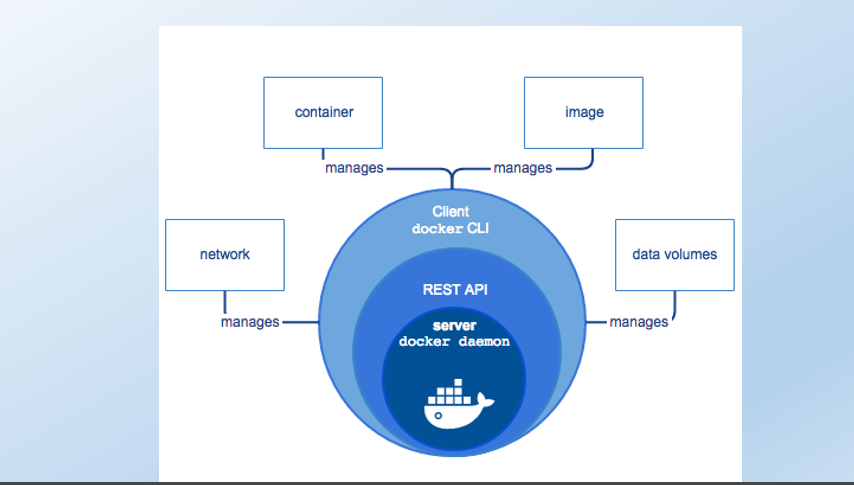 container
image
manages
manages
Client
docker CLI
network
data volumes
REST API
manages
manages
server
docker daemon